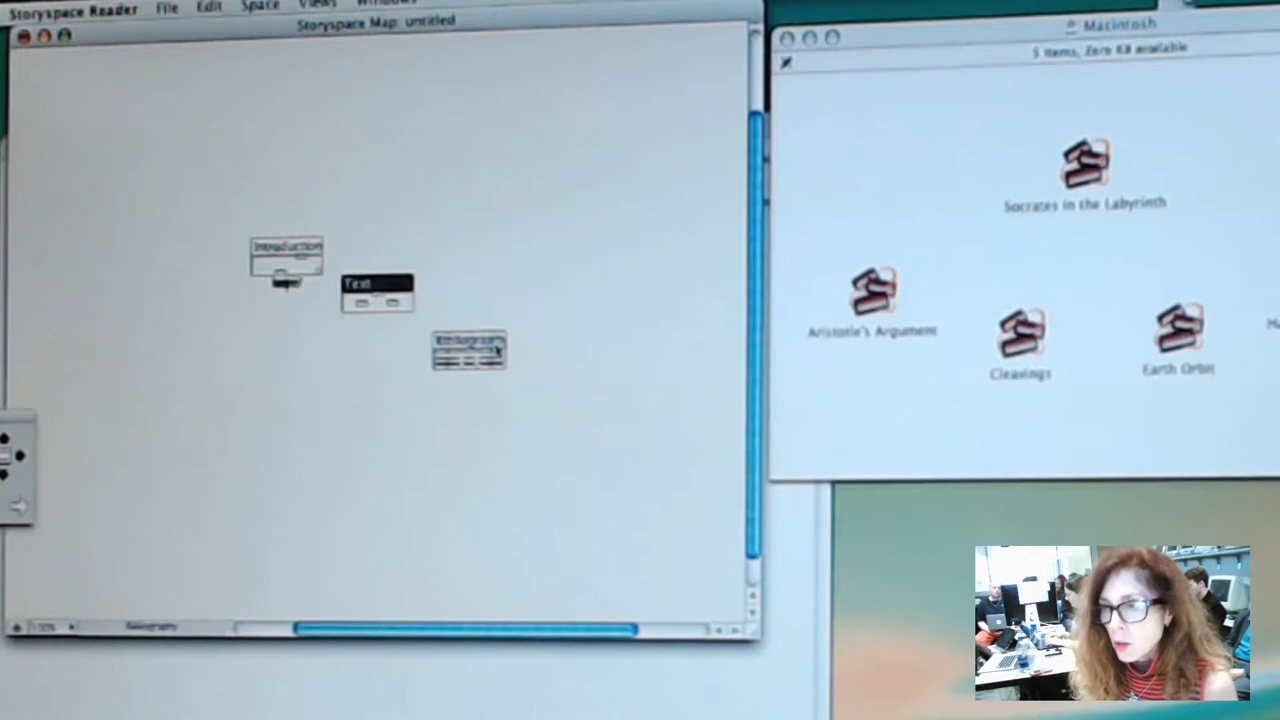 Storyspace Reader File Edit Space Views Windows
Storyspace Map: untitled
Introduction
Text
Macintosh
5 items, Zero KB available
Socrates in the Labyrinth
Aristotle's Argument
Cleavings
Earth Orbit